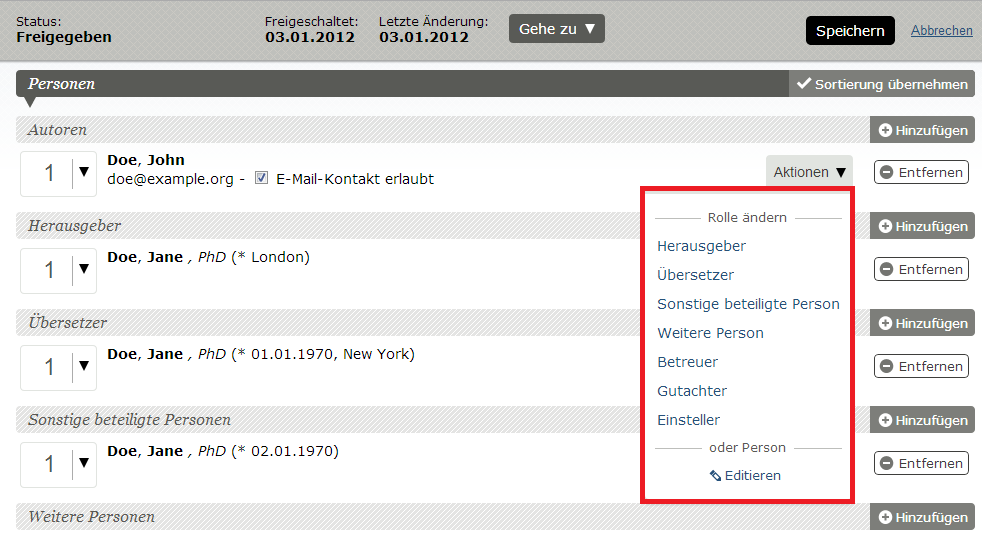 Status: Freigeschaltet: Letzte Änderung:
Freigegeben 03.01.2012 03.01.2012 Gehe zu ▼ Speichern Abbrechen
Personen Sortierung übernehmen
Autoren Hinzufügen
1 ▼ Doe, John
doe@example.org - E-Mail-Kontakt erlaubt Aktionen ▼ Entfernen
Rolle ändern
Herausgeber
Übersetzer
Sonstige beteiligte Person
Weitere Person
Betreuer
Gutachter
Einsteller
oder Person
Editieren
Herausgeber Hinzufügen
1 ▼ Doe, Jane , PhD (* London) Entfernen
Übersetzer Hinzufügen
1 ▼ Doe, Jane , PhD (* 01.01.1970, New York) Entfernen
Sonstige beteiligte Personen Hinzufügen
1 ▼ Doe, Jane , PhD (* 02.01.1970) Entfernen
Weitere Personen Hinzufügen